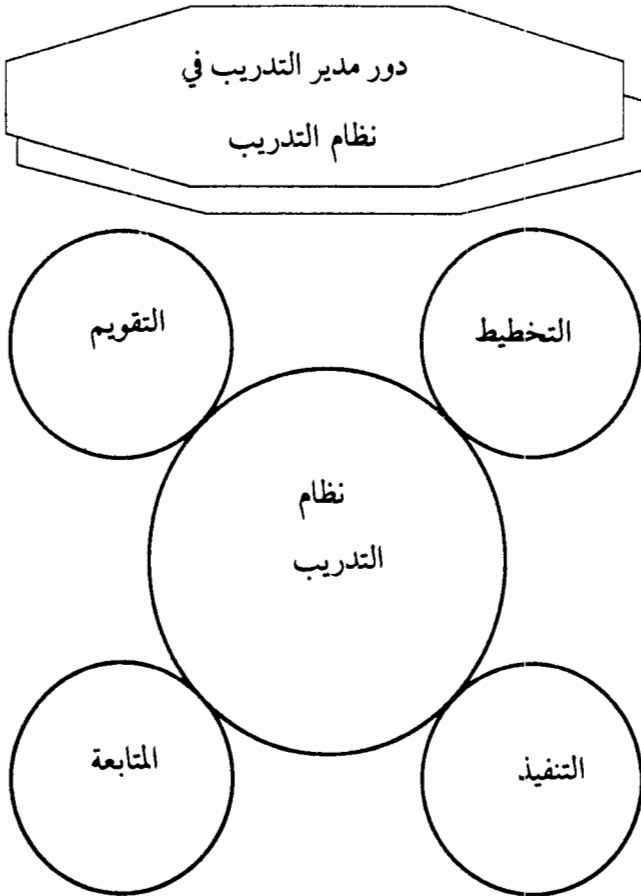 دور مدير التدريب في
نظام التدريب
التخطيط
التقويم
نظام
التدريب
التنفيذ
المتابعة